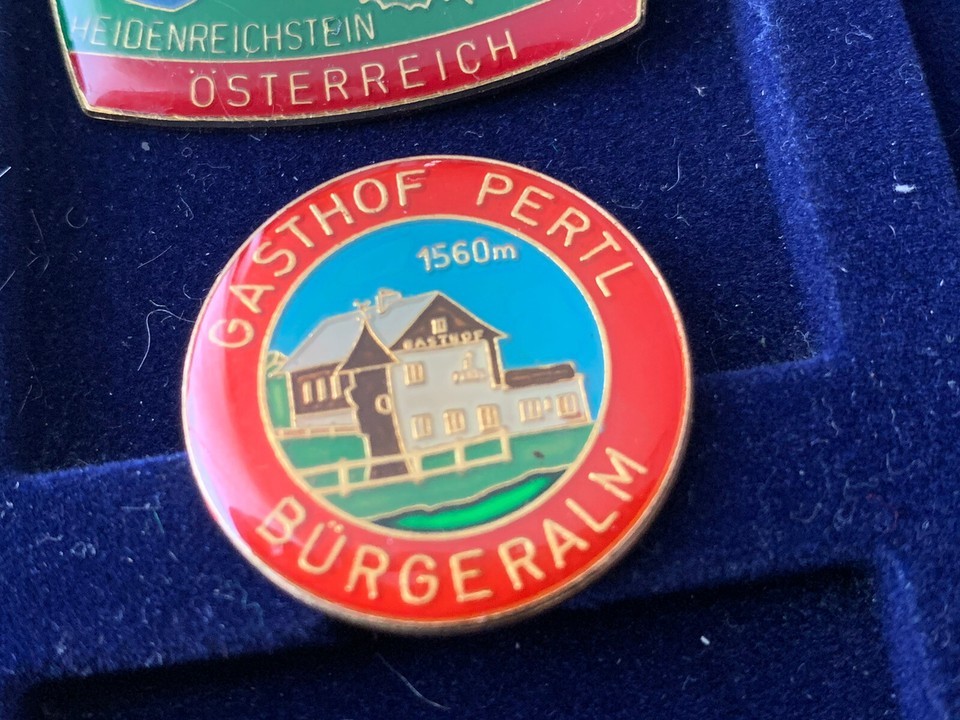 HEIDENREICHSTEIN
ÖSTERREICH
GASTHOF PERTL
1560m
GASTHOF
BÜRGERALM